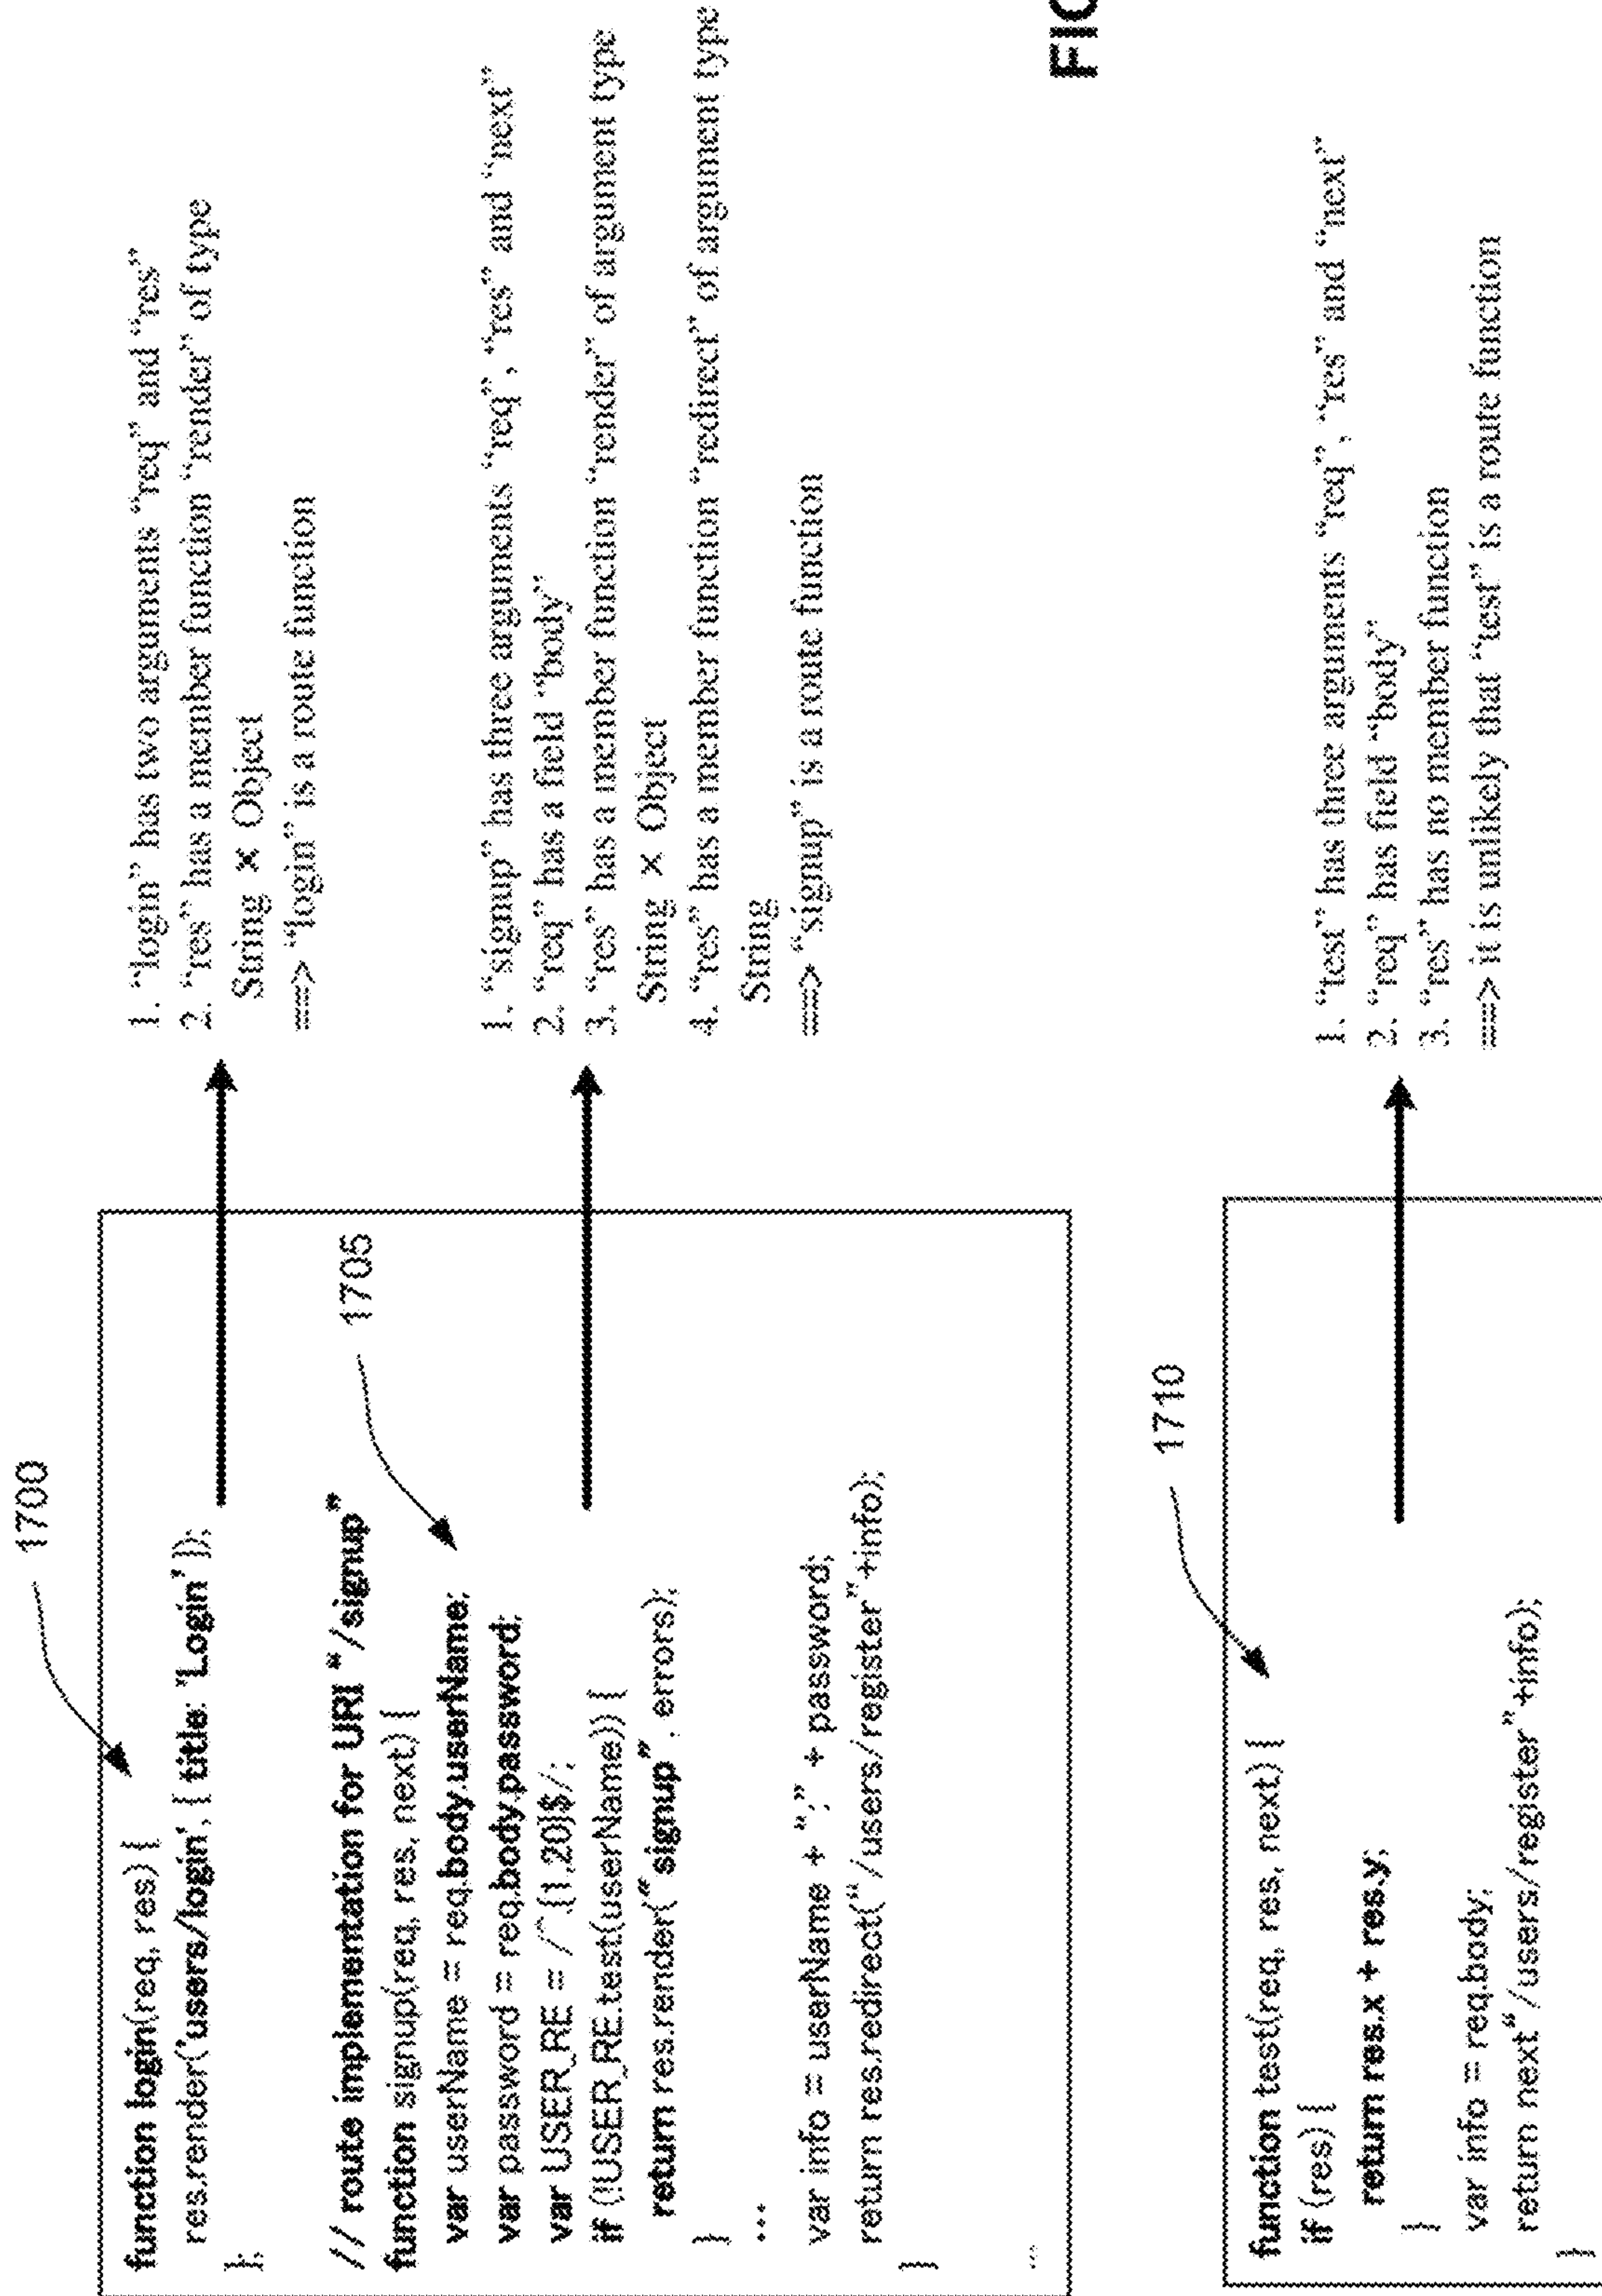 1700
function login(req, res) {
res.render('users/login', { title: 'Login' });
};
1705
// route implementation for URI “/signup”
function signup(req, res, next) {
var userName = req.body.userName;
var password = req.body.password;
var USER_RE = /^.{1,20}$/;
if (!USER_RE.test(userName)) {
return res.render(“signup”, errors);
}
...
var info = userName + ”;” + password;
return res.redirect(“/users/register”+info);
}
...
1. “login” has two arguments “req” and “res”
2. “res” has a member function “render” of type
String × Object
==> “login” is a route function
1. “signup” has three arguments “req”, “res” and “next”
2. “req” has a field “body”
3. “res” has a member function “render” of argument type
String × Object
4. “res” has a member function “redirect” of argument type
String
==> “signup” is a route function
1710
function test(req, res, next) {
if (res) {
return res.x + res.y;
}
var info = req.body;
return next“/users/register”+info);
}
1. “test” has three arguments “req”, “res” and “next”
2. “req” has field “body”
3. “res” has no member function
==> it is unlikely that “test” is a route function